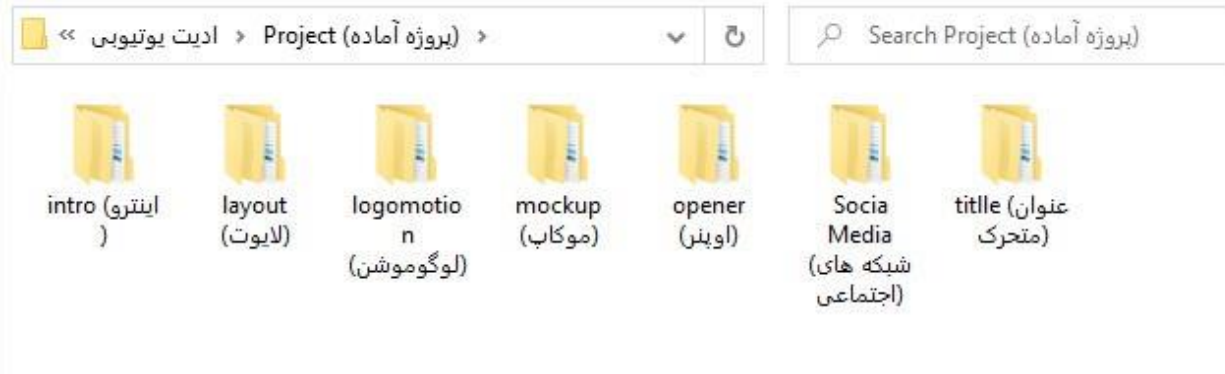 « ادیت یوتیوبی › Project (پروژه آماده) ›
Search Project (پروژه آماده)
intro (اینترو
)
layout
(لایوت)
logomotio
n
(لوگوموشن)
mockup
(موکاپ)
opener
(اوپنر)
Socia
Media
شبکه های)
(اجتماعی
titlle (عنوان
(متحرک